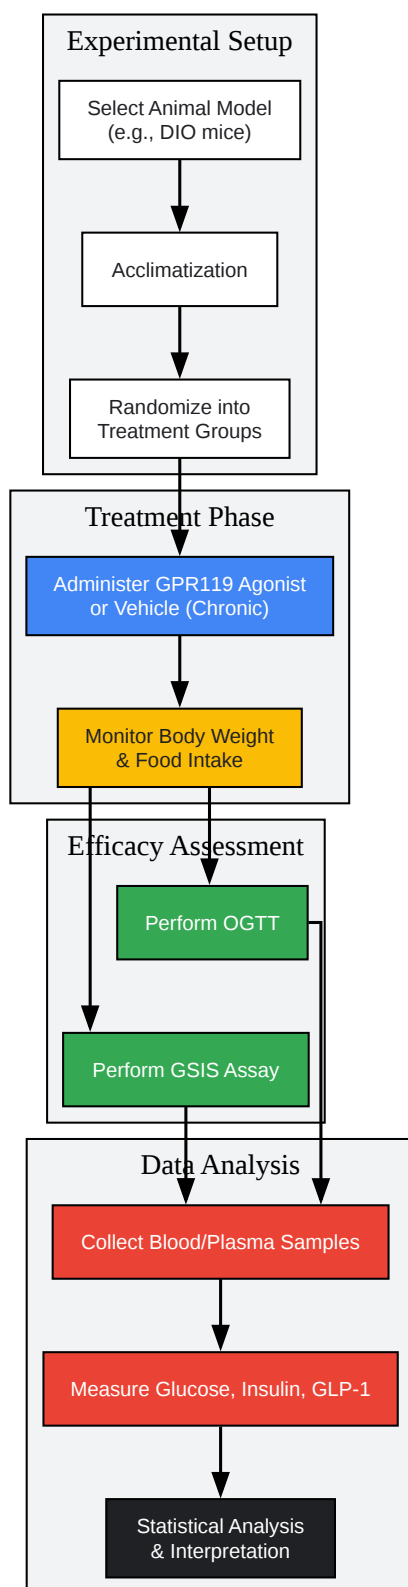 Experimental Setup
Select Animal Model
(e.g., DIO mice)
Acclimatization
Randomize into
Treatment Groups
Treatment Phase
Administer GPR119 Agonist
or Vehicle (Chronic)
Monitor Body Weight
& Food Intake
Efficacy Assessment
Perform OGTT
Perform GSIS Assay
Data Analysis
Collect Blood/Plasma Samples
Measure Glucose, Insulin, GLP-1
Statistical Analysis
& Interpretation